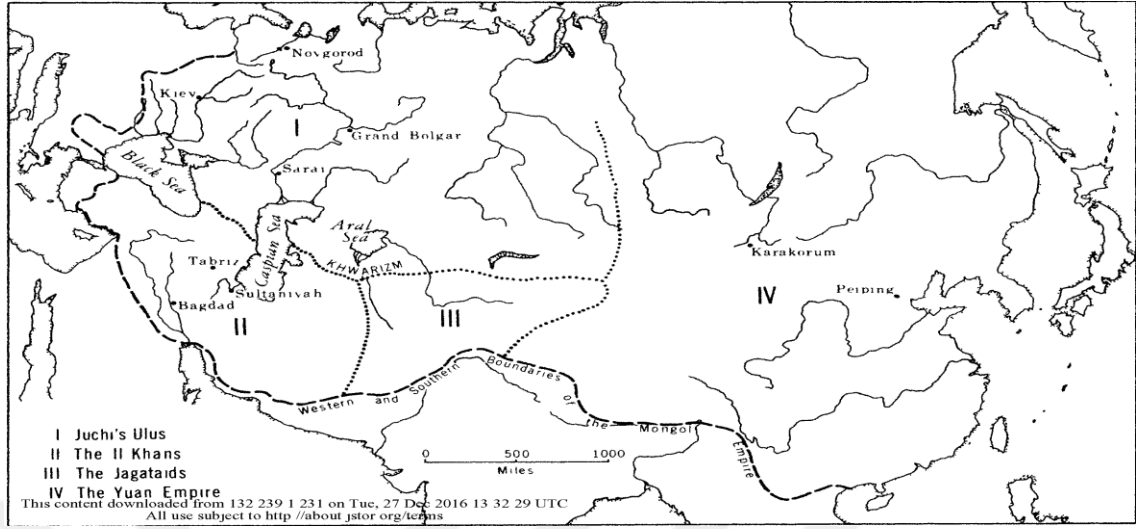 Novgorod
Kiev
I
Grand Bolgar
Black Sea
Sarai
Aral
Sea
Caspian Sea
KHWARIZM
Karakorum
Tabriz
Sultaniyah
Bagdad
II
III
IV
Peiping
Western and Southern Boundaries of the Mongol Empire
I Juchi's Ulus
II The Il Khans
III The Jagataids
IV The Yuan Empire
0 500 1000
Miles
This content downloaded from 132 239 1 231 on Tue, 27 Dec 2016 13 32 29 UTC
All use subject to http //about jstor org/terms